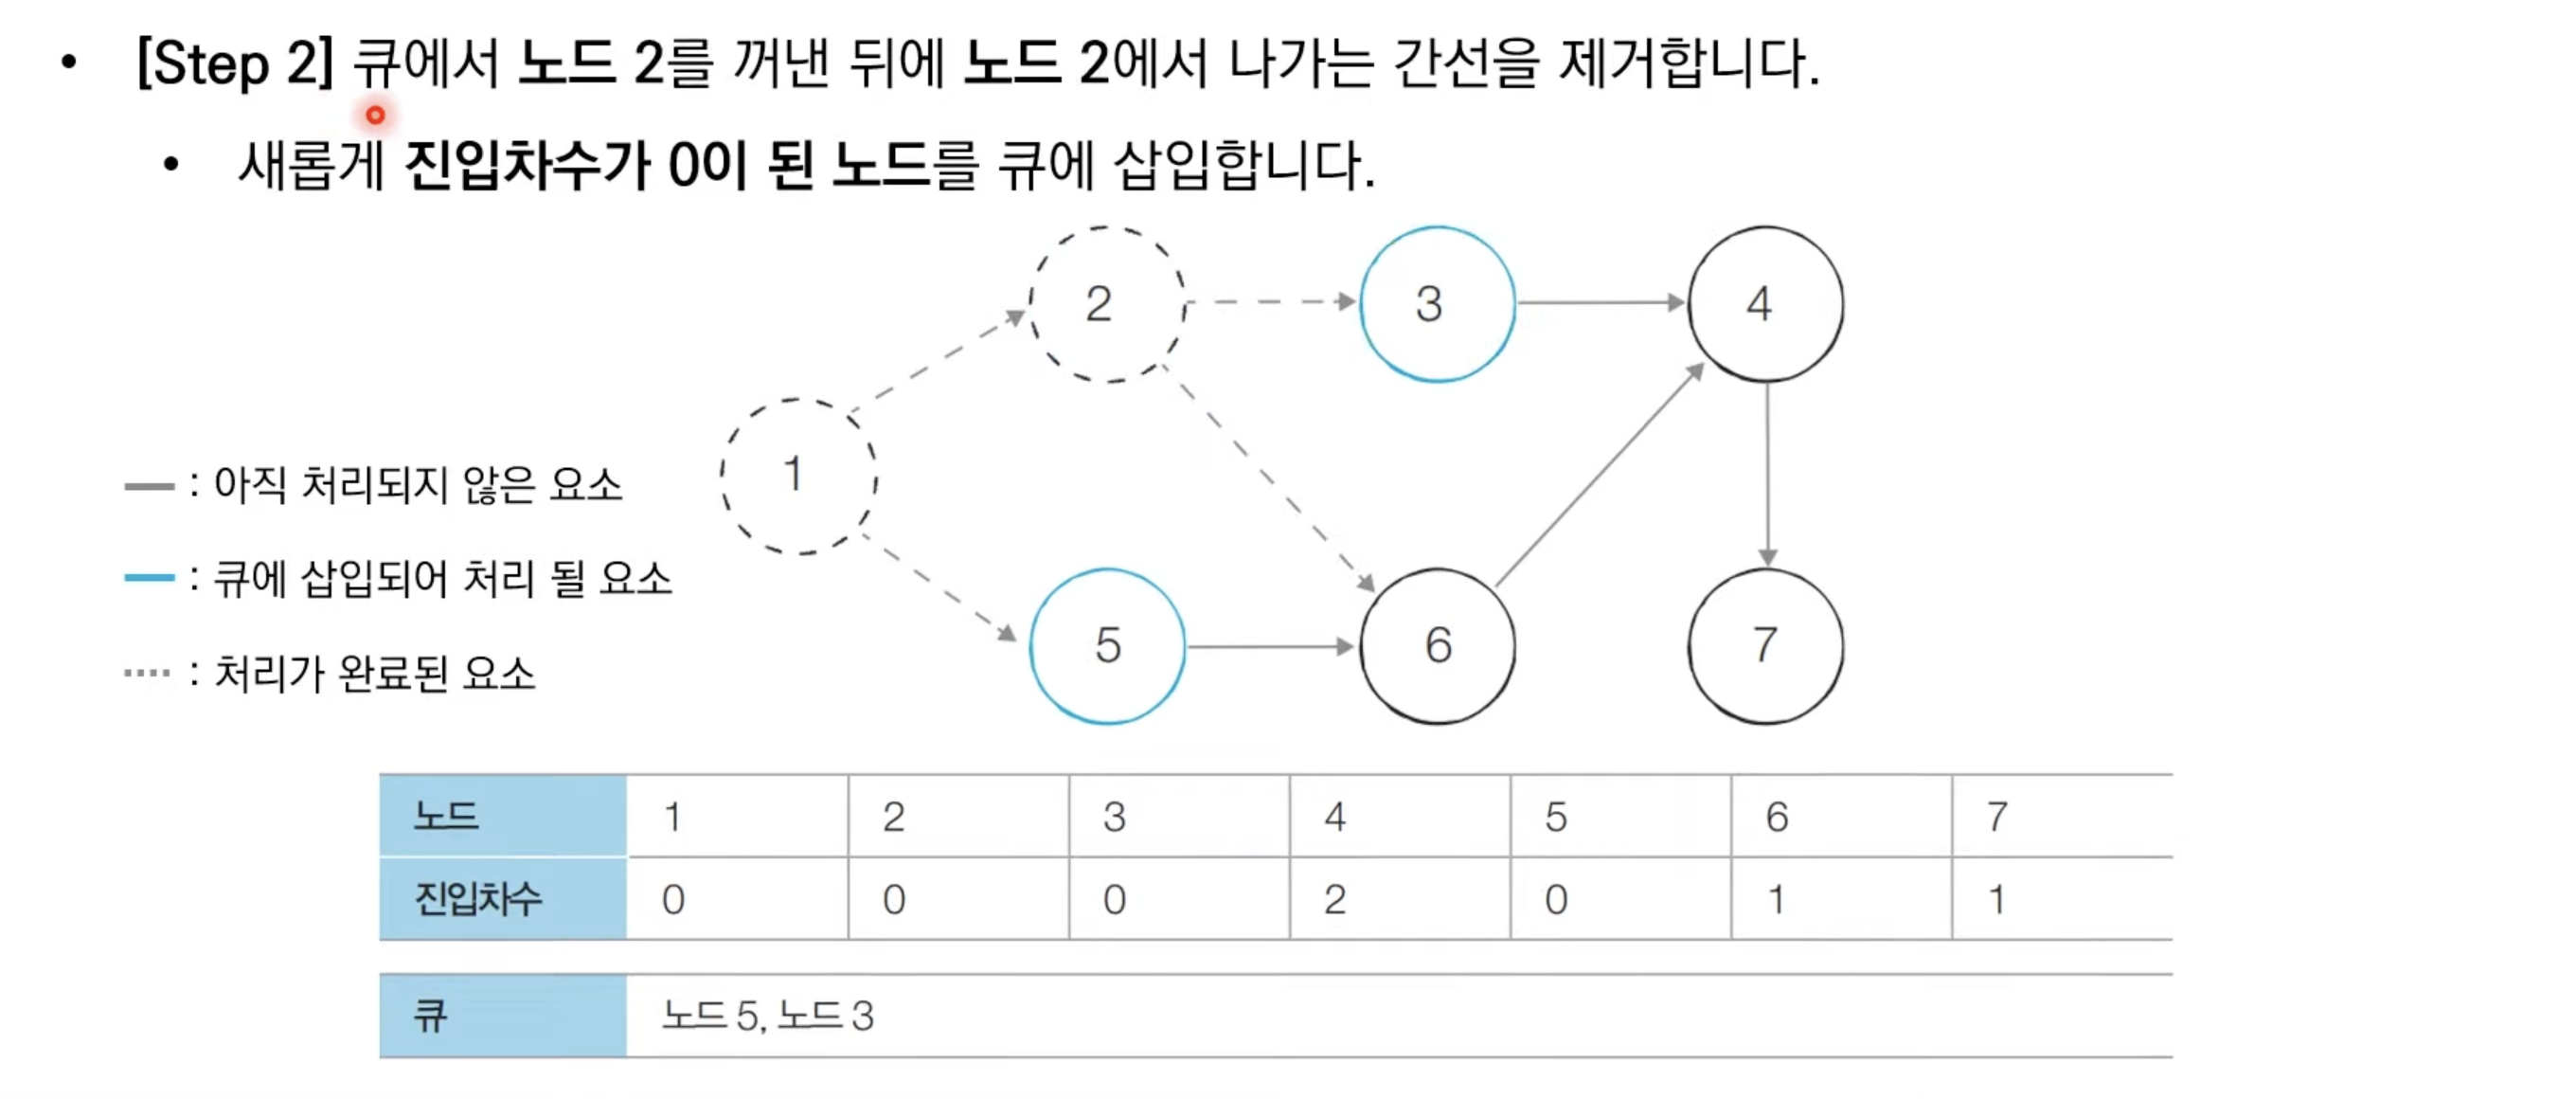 • [Step 2] 큐에서 노드 2를 꺼낸 뒤에 노드 2에서 나가는 간선을 제거합니다.
• 새롭게 진입차수가 0이 된 노드를 큐에 삽입합니다.
2 3 4
1
: 아직 처리되지 않은 요소
: 큐에 삽입되어 처리 될 요소
: 처리가 완료된 요소
5 6 7
노드 1 2 3 4 5 6 7
진입차수 0 0 0 2 0 1 1
큐 노드 5, 노드 3